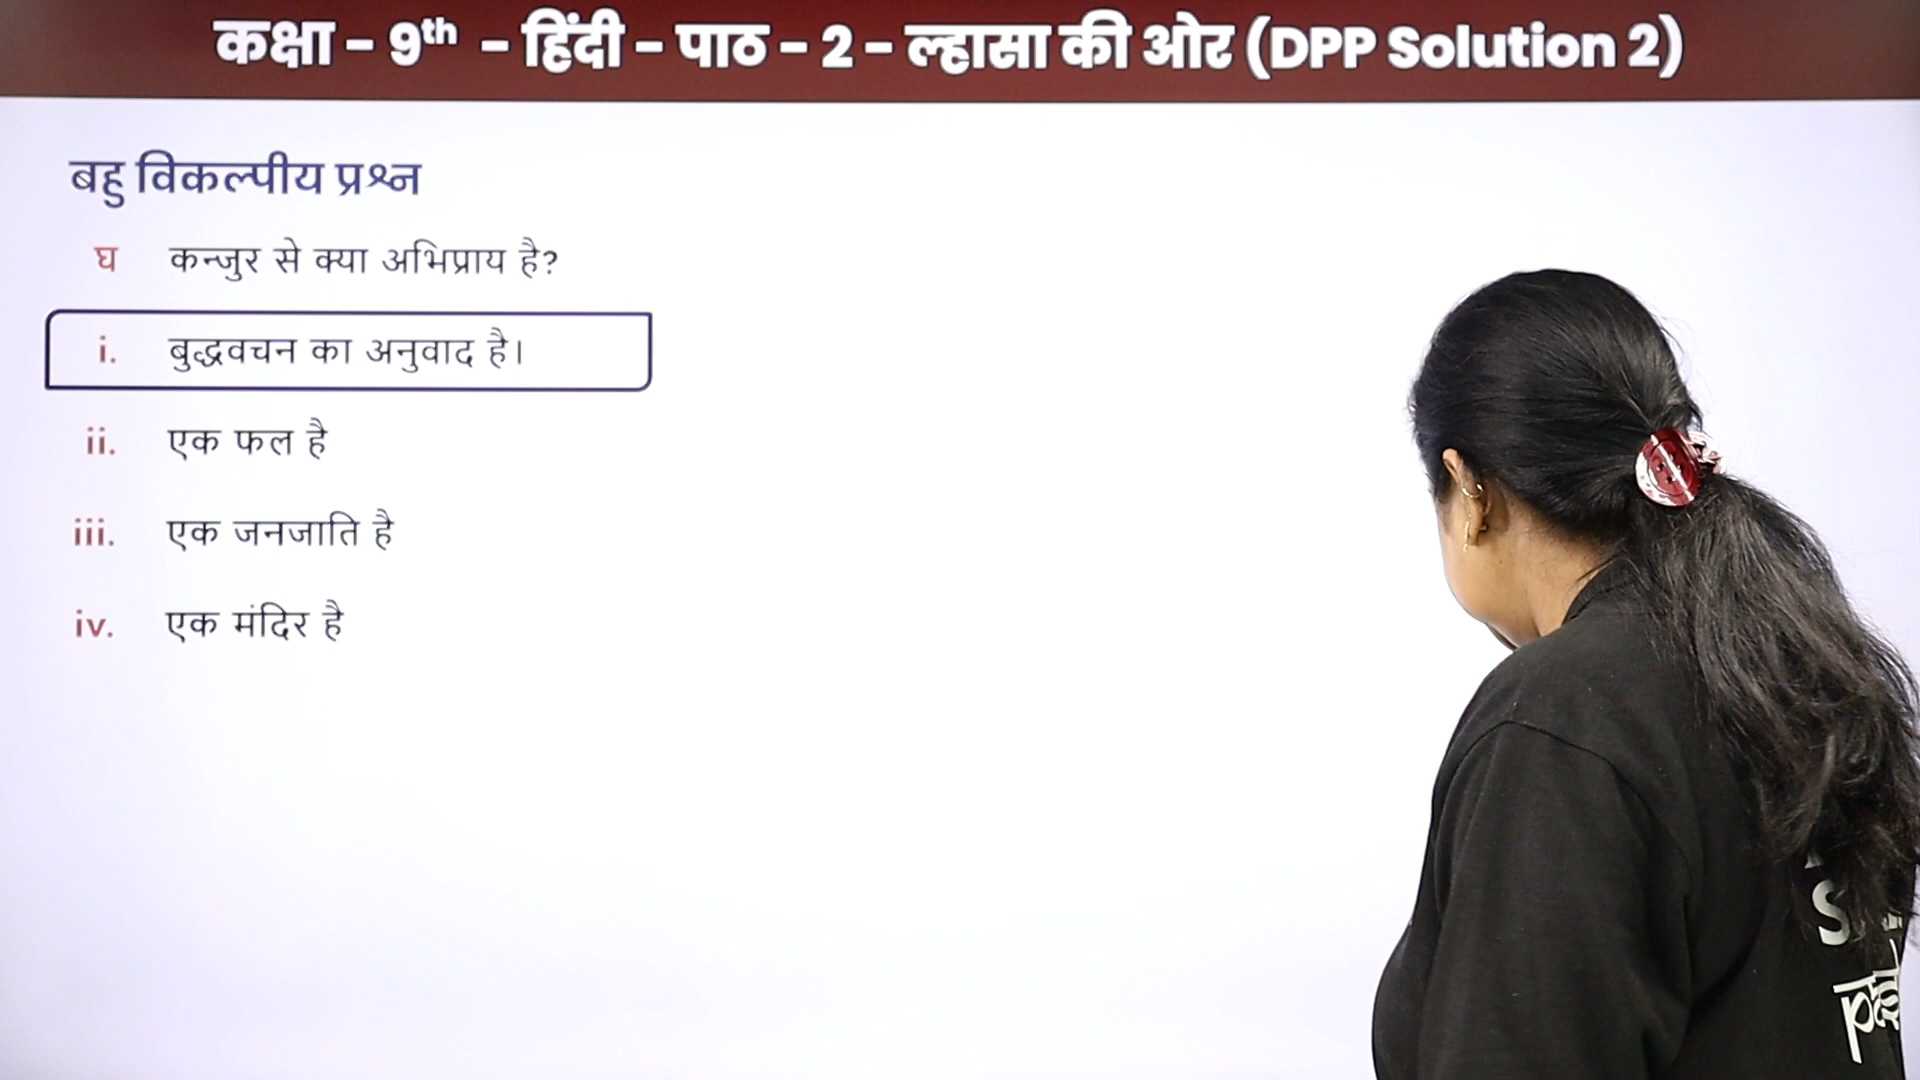 कक्षा – 9th – हिंदी – पाठ – 2 – ल्हासा की ओर (DPP Solution 2)
बहु विकल्पीय प्रश्न
घ कन्जुर से क्या अभिप्राय है?
i. बुद्धवचन का अनुवाद है।
ii. एक फल है
iii. एक जनजाति है
iv. एक मंदिर है